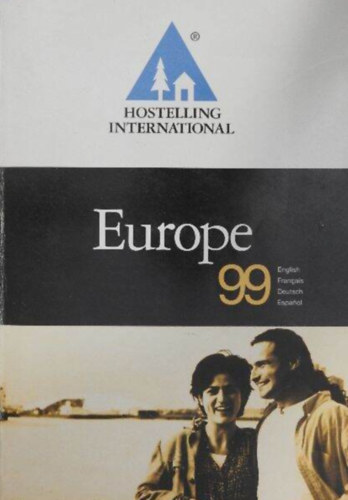 ®
HOSTELLING
INTERNATIONAL
Europe
99
English
Français
Deutsch
Español